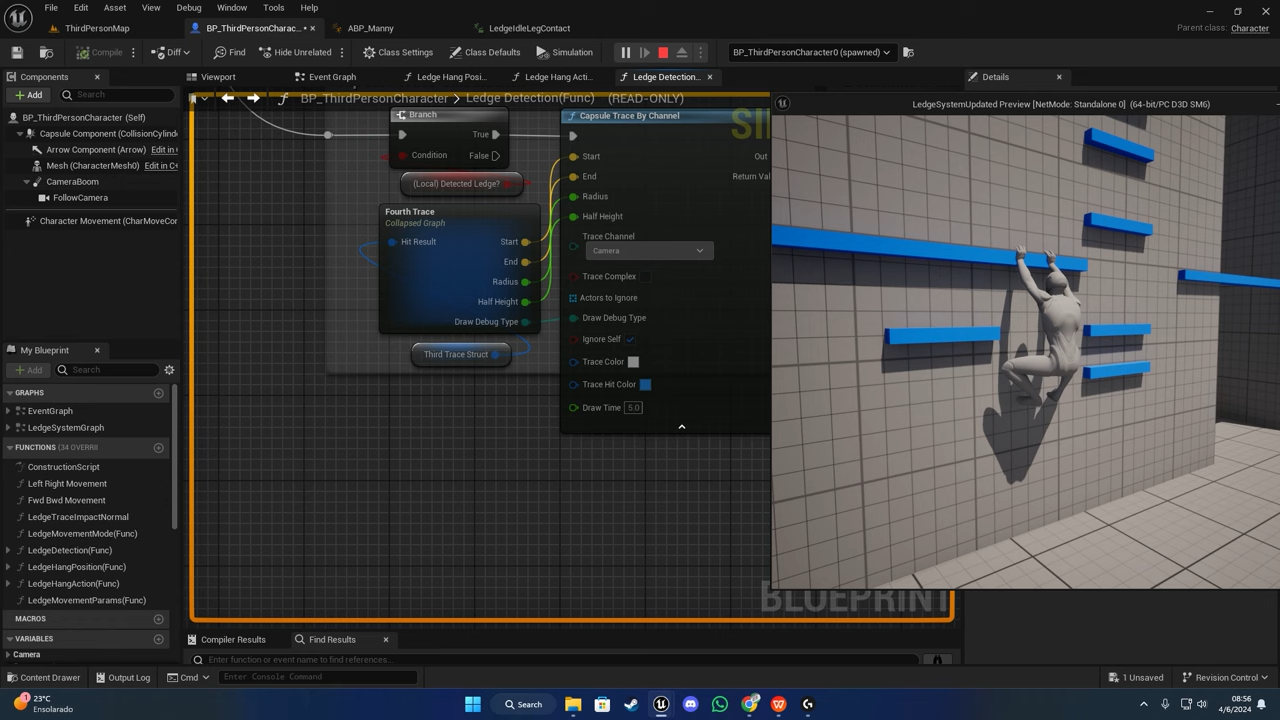 File Edit Asset View Debug Window Tools Help
ThirdPersonMap BP_ThirdPersonCharac... • ABP_Manny LedgeIdleLegContact Parent class: Character
Compile Diff Find Hide Unrelated Class Settings Class Defaults Simulation BP_ThirdPersonCharacter0 (spawned)
Components Viewport Event Graph Ledge Hang Posi... Ledge Hang Acti... Ledge Detection... Details
Add Search BP_ThirdPersonCharacter > Ledge Detection(Func) (READ-ONLY)
LedgeSystemUpdated Preview [NetMode: Standalone 0] (64-bit/PC D3D SM6)
BP_ThirdPersonCharacter (Self)
Capsule Component (CollisionCylind
Arrow Component (Arrow) Edit in C
Mesh (CharacterMesh0) Edit in C+
CameraBoom
FollowCamera
Character Movement (CharMoveCor
Branch
True
Condition False
(Local) Detected Ledge?
Fourth Trace
Collapsed Graph
Hit Result Start
End
Radius
Half Height
Draw Debug Type
Third Trace Struct
Capsule Trace By Channel
Start Out
End Return Val
Radius
Half Height
Trace Channel
Camera
Trace Complex
Actors to Ignore
Draw Debug Type
Ignore Self
Trace Color
Trace Hit Color
Draw Time 5.0
My Blueprint
Add Search
GRAPHS
EventGraph
LedgeSystemGraph
FUNCTIONS (34 OVERRI
ConstructionScript
Left Right Movement
Fwd Bwd Movement
LedgeTraceImpactNormal
LedgeMovementMode(Func)
LedgeDetection(Func)
LedgeHangPosition(Func)
LedgeHangAction(Func)
LedgeMovementParams(Func)
MACROS
VARIABLES
Camera
BLUEPRINT
Compiler Results Find Results
Enter function or event name to find references...
Content Drawer Output Log Cmd Enter Console Command 1 Unsaved Revision Control
23°C
Ensolarado
Search
08:56
4/6/2024